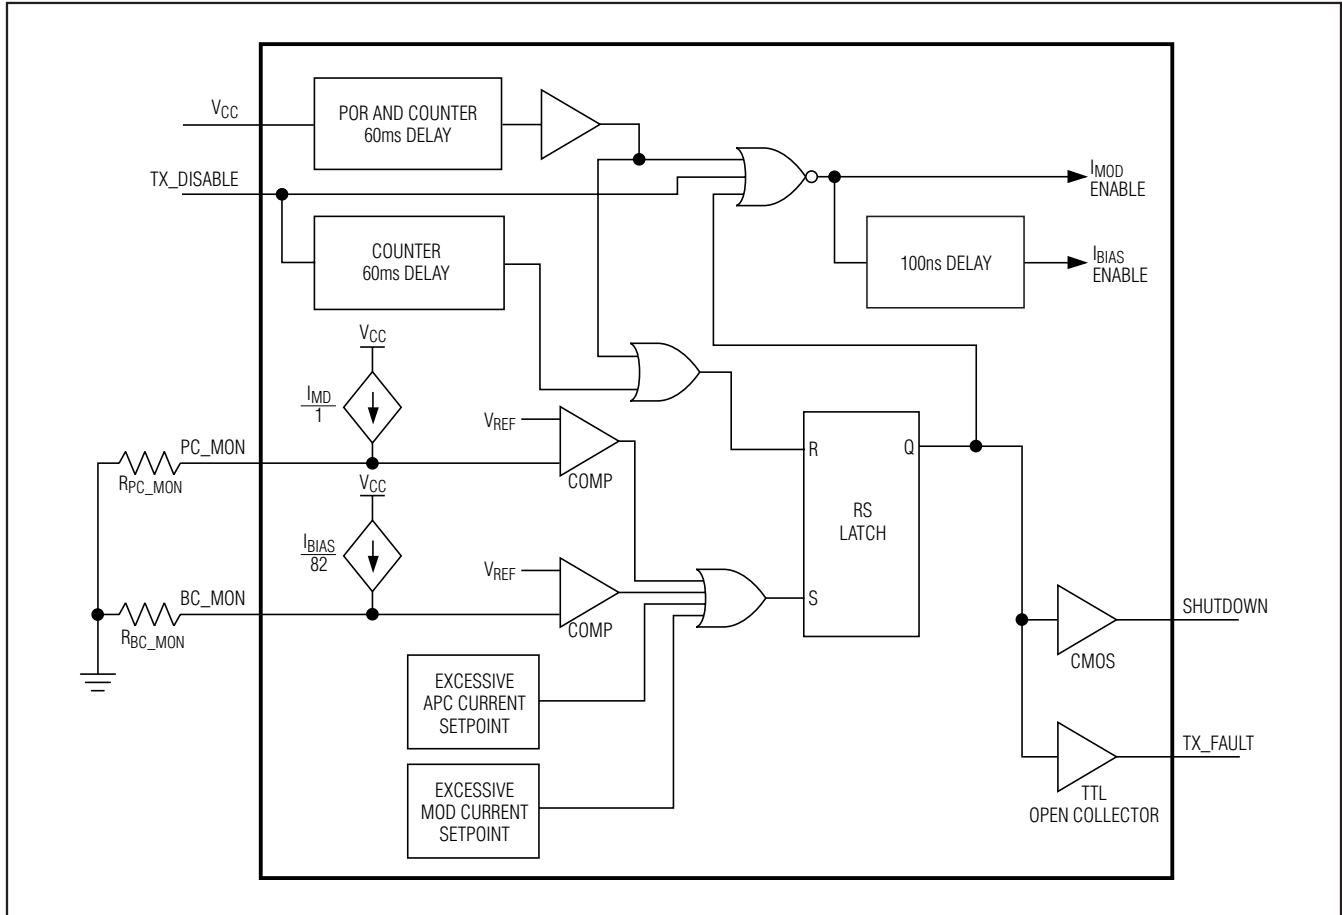 VCC
POR AND COUNTER
60ms DELAY
TX_DISABLE
IMOD
ENABLE
COUNTER
60ms DELAY
100ns DELAY
IBIAS
ENABLE
VCC
IMD
1
VREF
COMP
PC_MON
RPC_MON
R
Q
RS
LATCH
S
VCC
IBIAS
82
VREF
COMP
BC_MON
RBC_MON
SHUTDOWN
CMOS
EXCESSIVE
APC CURRENT
SETPOINT
TX_FAULT
TTL
OPEN COLLECTOR
EXCESSIVE
MOD CURRENT
SETPOINT